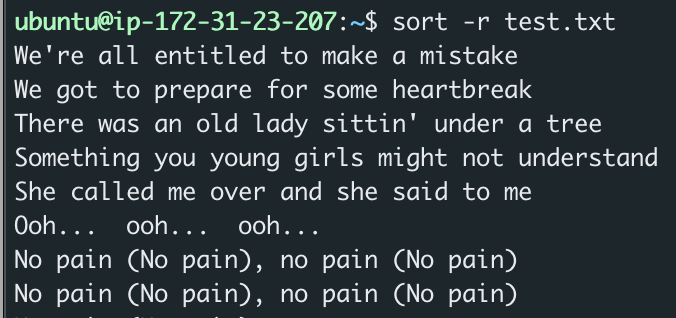 ubuntu@ip-172-31-23-207:~$ sort -r test.txt
We're all entitled to make a mistake
We got to prepare for some heartbreak
There was an old lady sittin' under a tree
Something you young girls might not understand
She called me over and she said to me
Ooh...  ooh...  ooh...
No pain (No pain), no pain (No pain)
No pain (No pain), no pain (No pain)